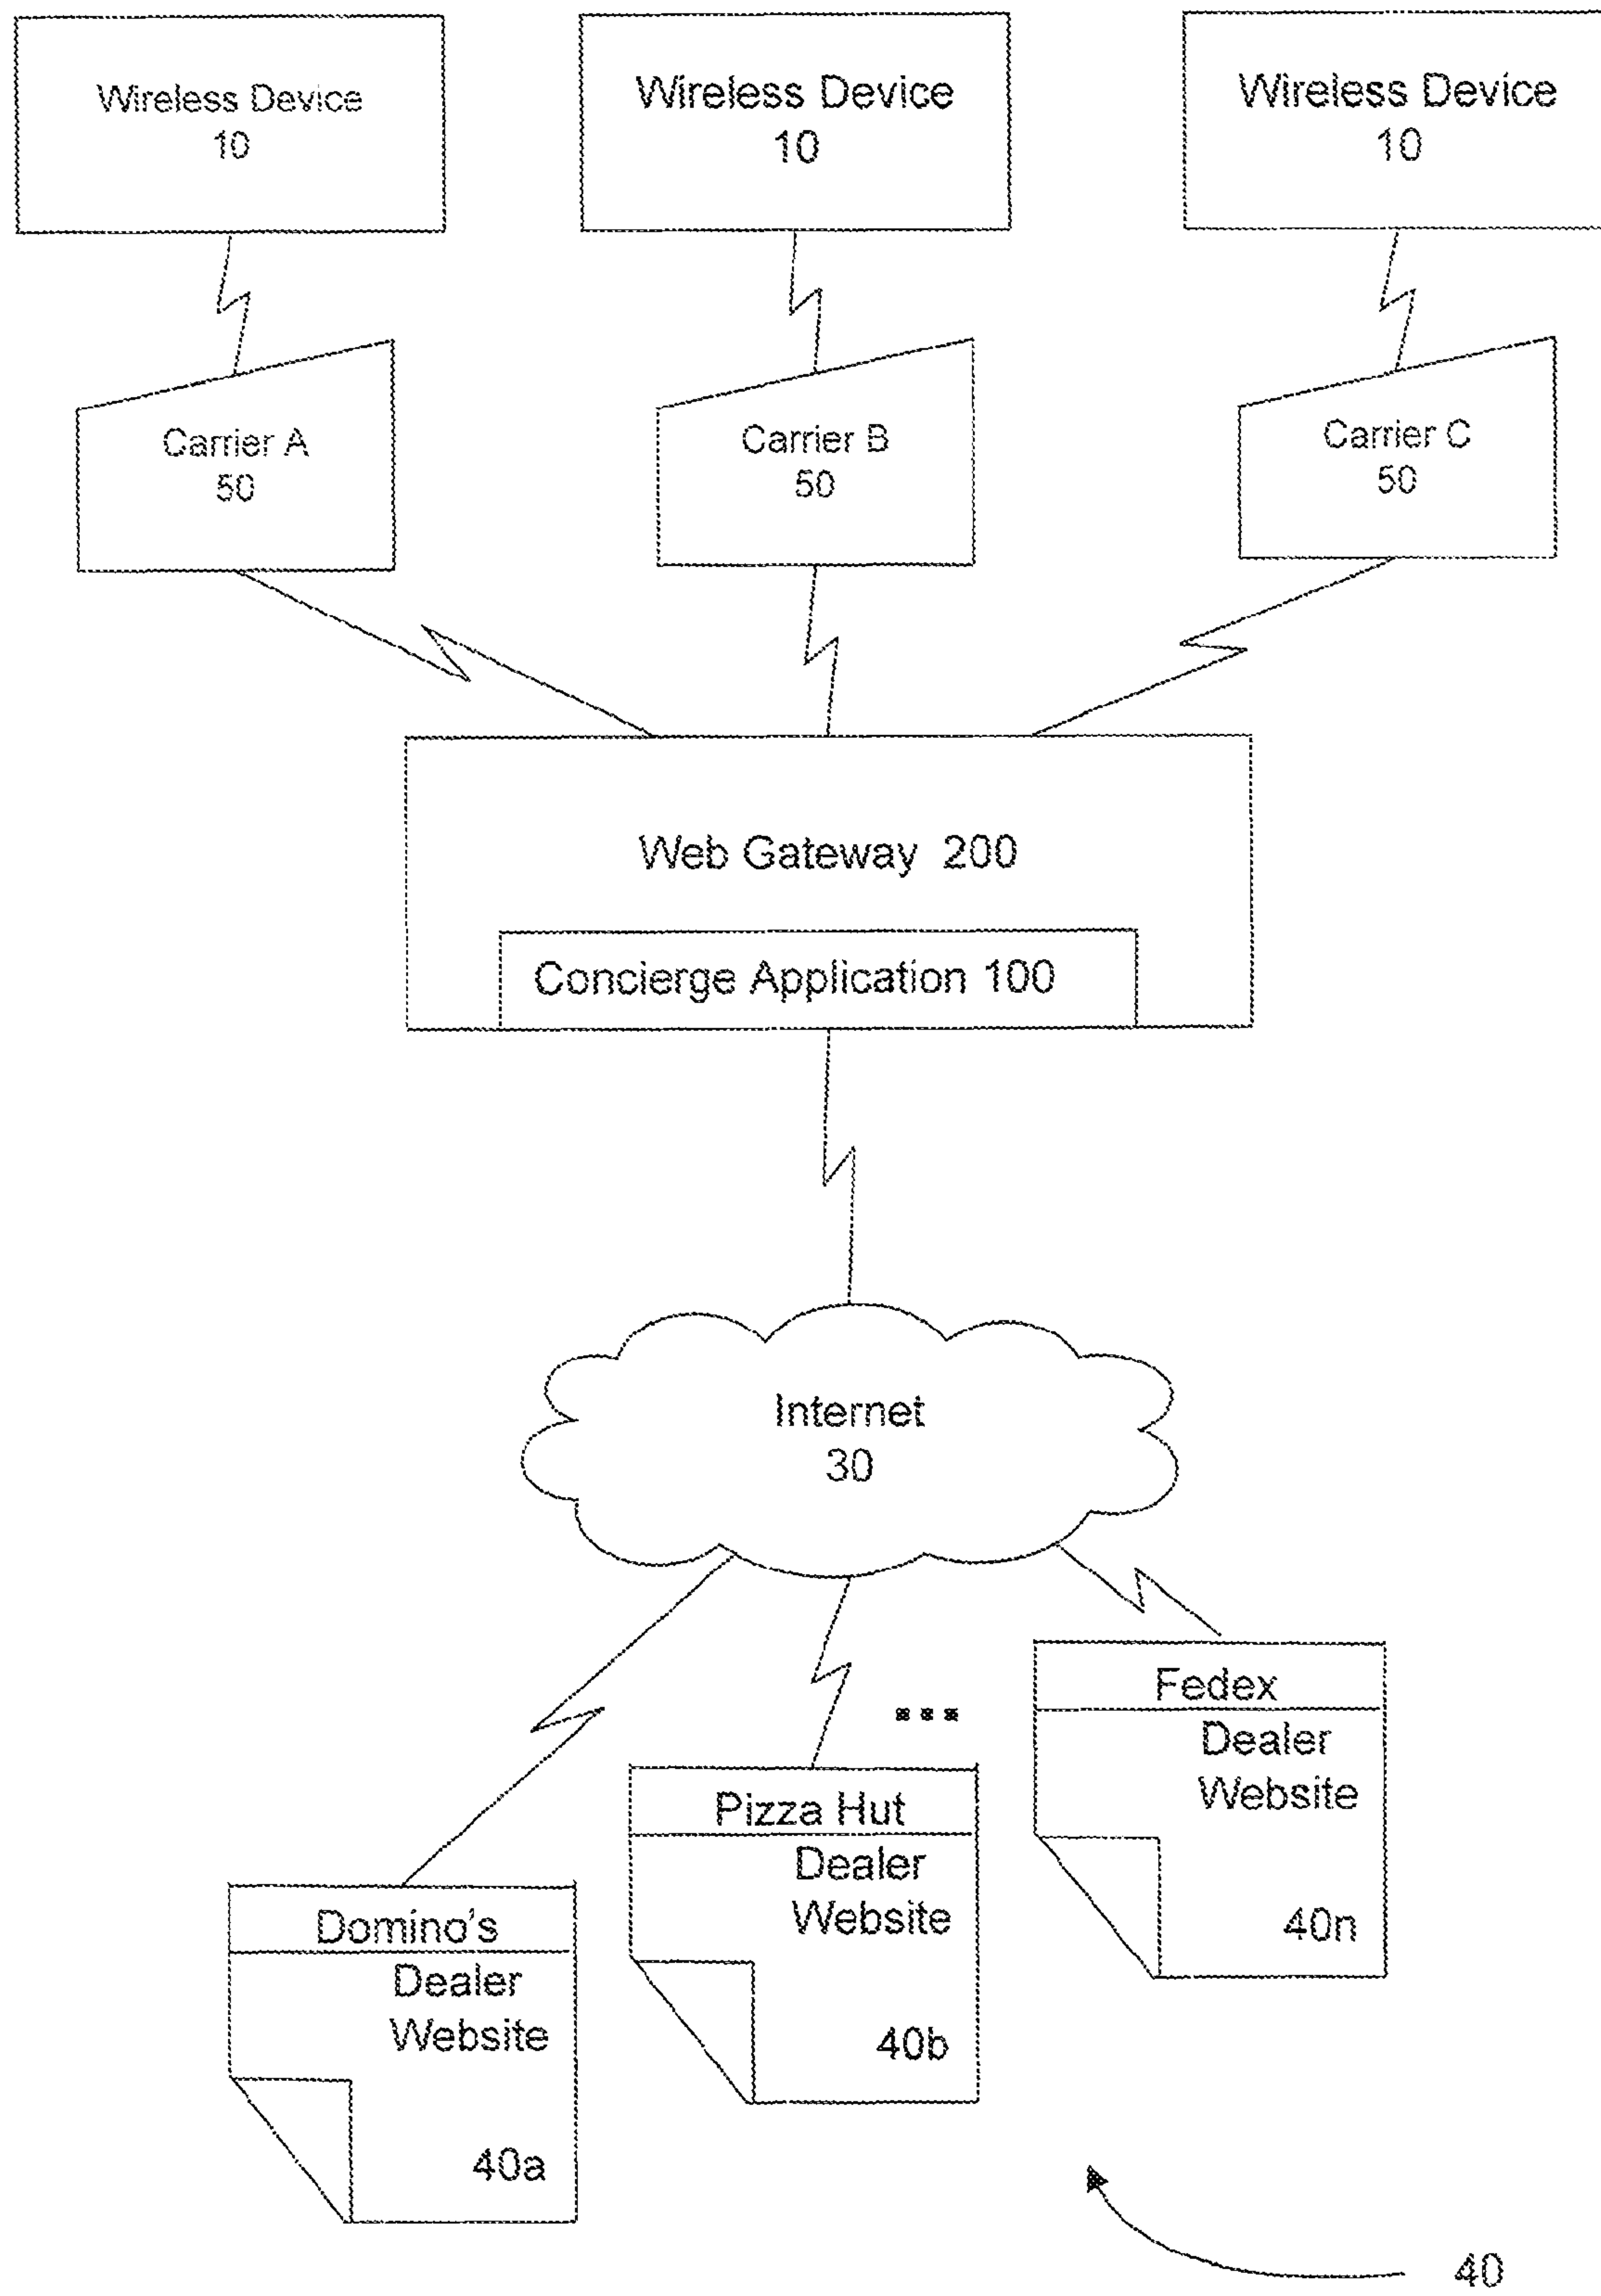 Wireless Device
10
Wireless Device
10
Wireless Device
10
Carrier A
50
Carrier B
50
Carrier C
50
Web Gateway 200
Concierge Application 100
Internet
30
Fedex
Dealer
Website
40n
...
Pizza Hut
Dealer
Website
40b
Domino's
Dealer
Website
40a
40